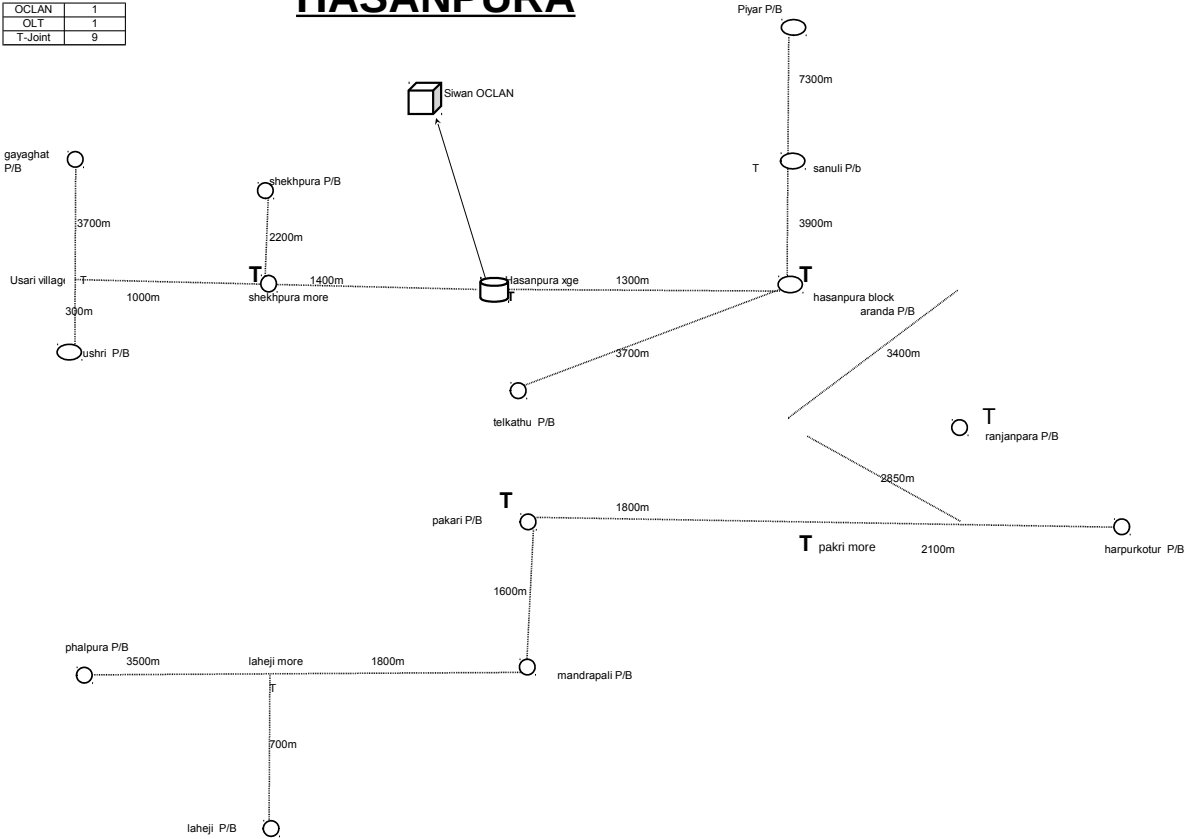 HASANPURA
OCLAN 1
OLT 1
T-Joint 9
Piyar P/B
7300m
Siwan OCLAN
gayaghat
P/B
T
sanuli P/b
shekhpura P/B
3700m
3900m
2200m
T
T
Usari village
T
1400m
Hasanpura xge
1300m
T
1000m
shekhpura more
hasanpura block
300m
aranda P/B
ushri P/B
3700m
3400m
T
telkathu P/B
ranjanpara P/B
2850m
T
1800m
pakari P/B
T pakri more
2100m
harpurkotur P/B
1600m
phalpura P/B
3500m
laheji more
1800m
mandrapali P/B
T
700m
laheji P/B